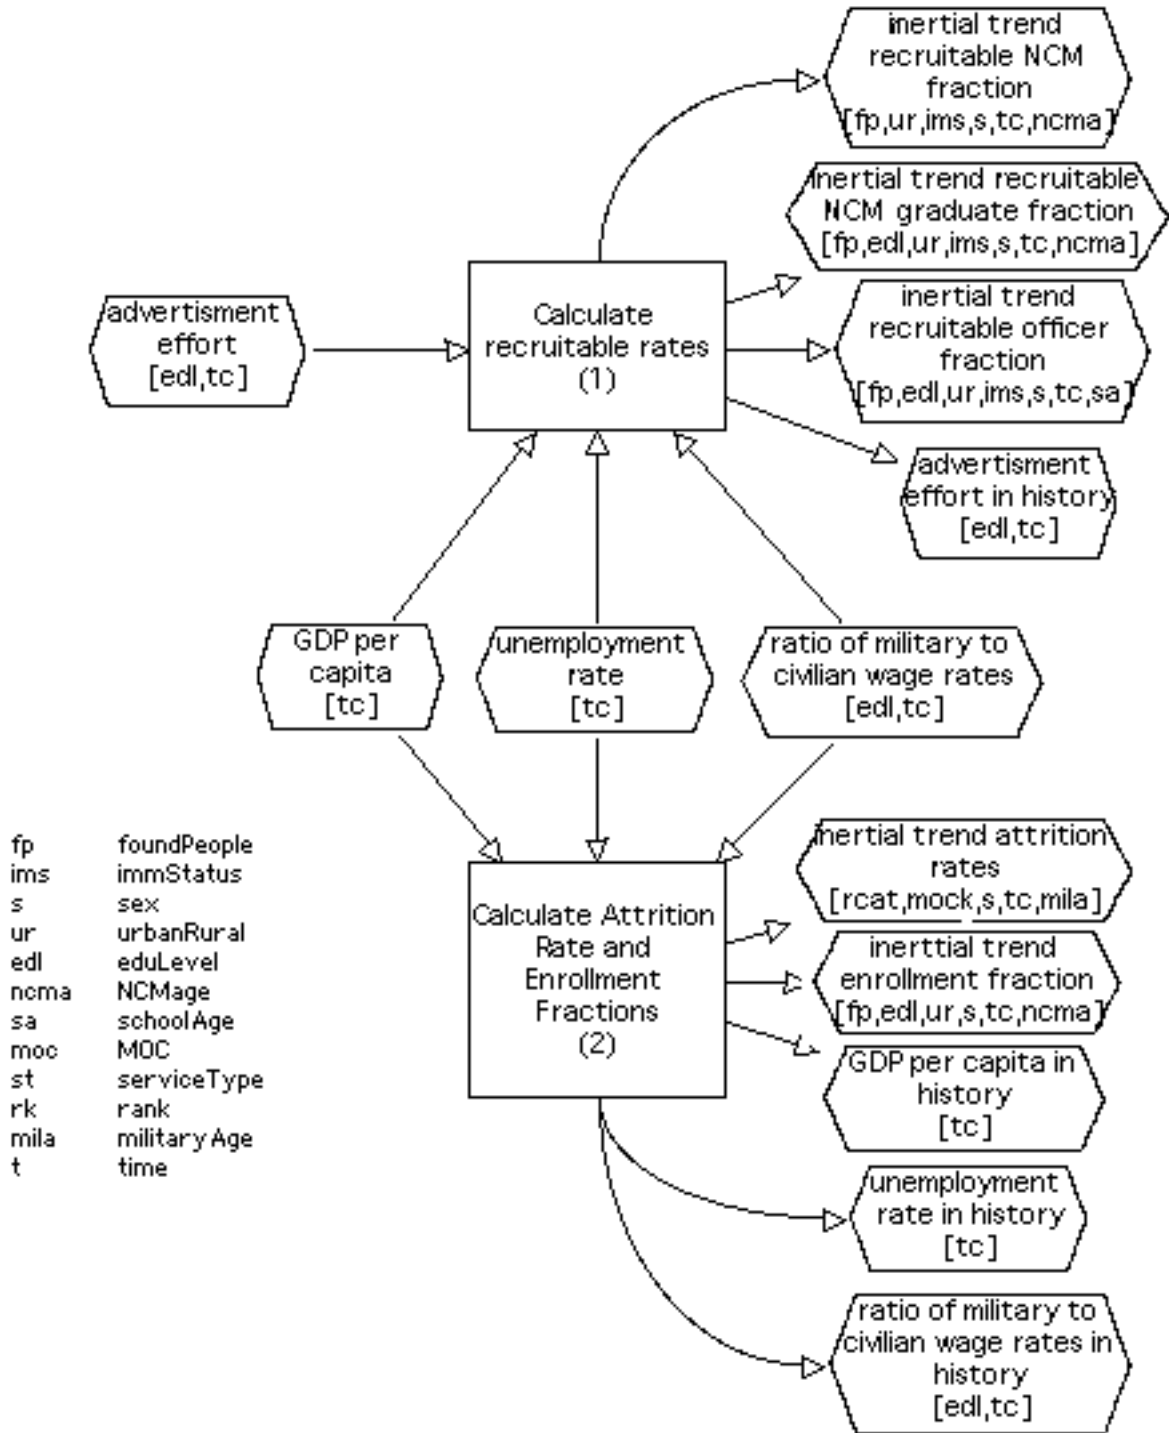 inertial trend
recruitable NCM
fraction
[fp,ur,ims,s,tc,ncma]
inertial trend recruitable
NCM graduate fraction
[fp,edl,ur,ims,s,tc,ncma]
advertisment
effort
[edl,tc]
Calculate
recruitable rates
(1)
inertial trend
recruitable officer
fraction
[fp,edl,ur,ims,s,tc,sa]
advertisment
effort in history
[edl,tc]
GDP per
capita
[tc]
unemployment
rate
[tc]
ratio of military to
civilian wage rates
[edl,tc]
fp foundPeople
ims immStatus
s sex
ur urbanRural
edl eduLevel
ncma NCMage
sa schoolAge
moc MOC
st serviceType
rk rank
mila military Age
t time
Calculate Attrition
Rate and
Enrollment
Fractions
(2)
inertial trend attrition
rates
[rcat,mock,s,tc,mila]
inerttial trend
enrollment fraction
[fp,edl,ur,s,tc,ncma]
GDP per capita in
history
[tc]
unemployment
rate in history
[tc]
ratio of military to
civilian wage rates in
history
[edl,tc]